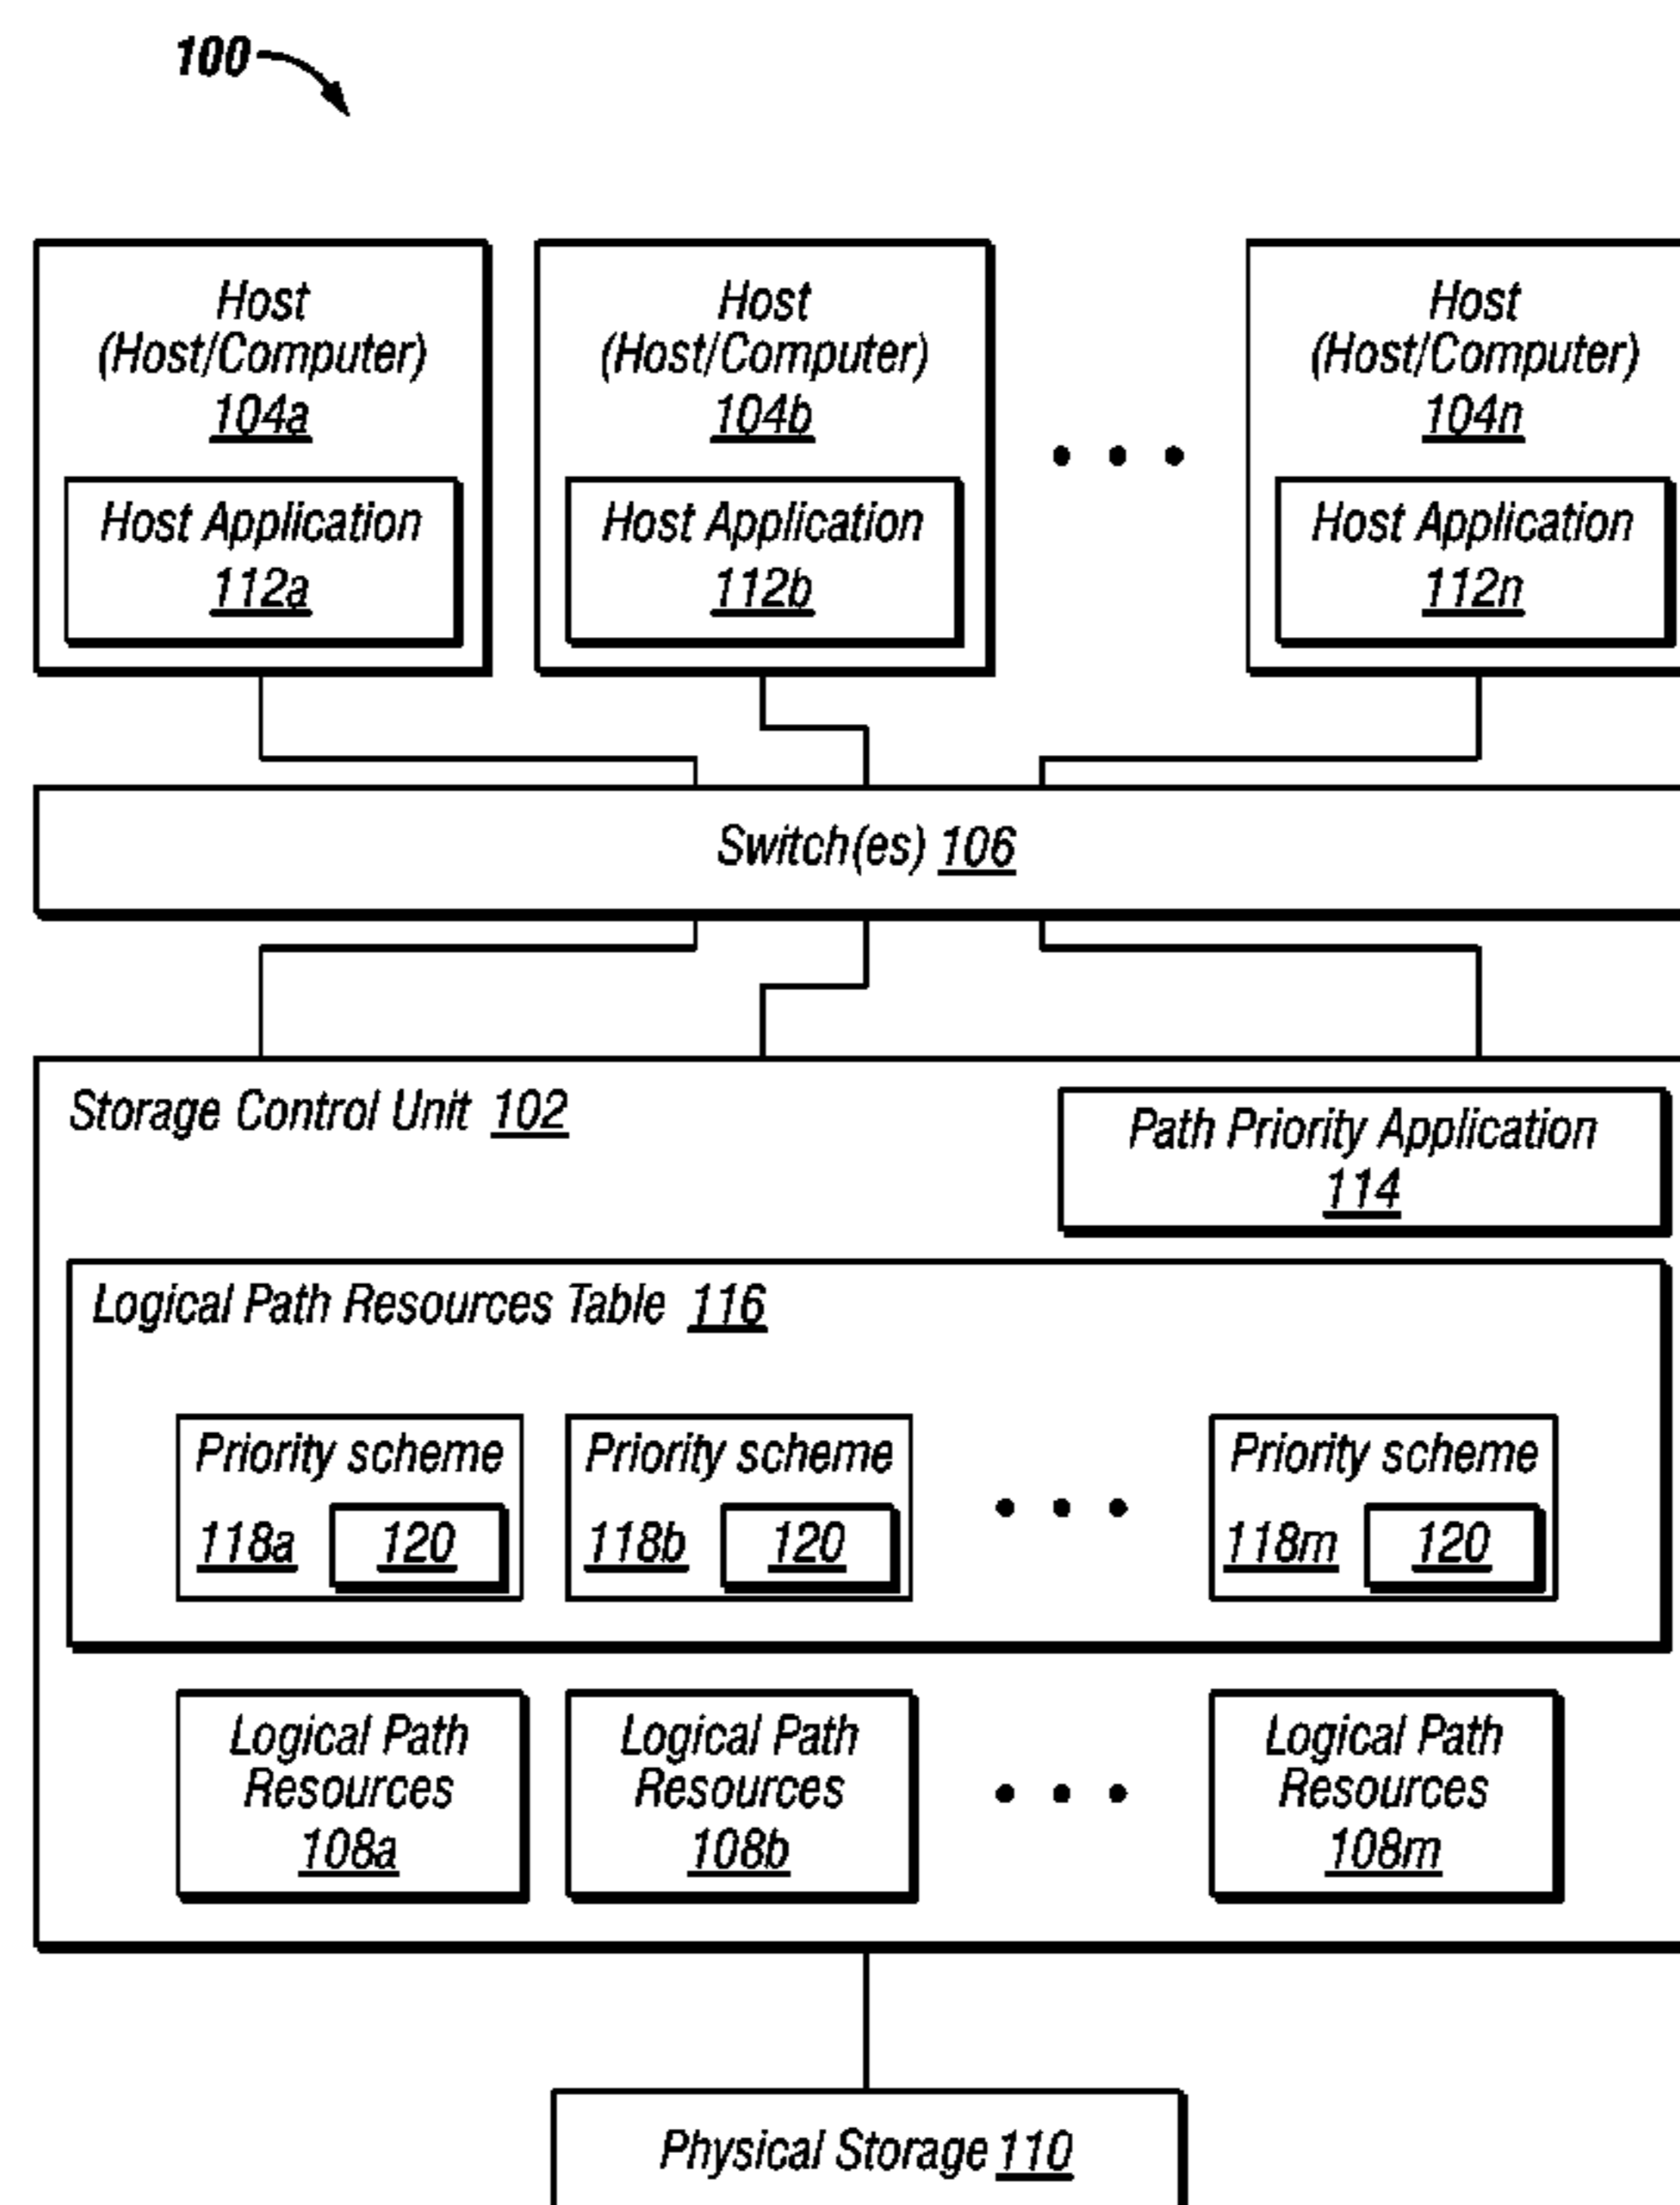 100
Host
(Host/Computer)
104a
Host Application
112a
Host
(Host/Computer)
104b
Host Application
112b
Host
(Host/Computer)
104n
Host Application
112n
Switch(es) 106
Storage Control Unit 102
Path Priority Application
114
Logical Path Resources Table 116
Priority scheme
118a 120
Priority scheme
118b 120
Priority scheme
118m 120
Logical Path
Resources
108a
Logical Path
Resources
108b
Logical Path
Resources
108m
Physical Storage 110